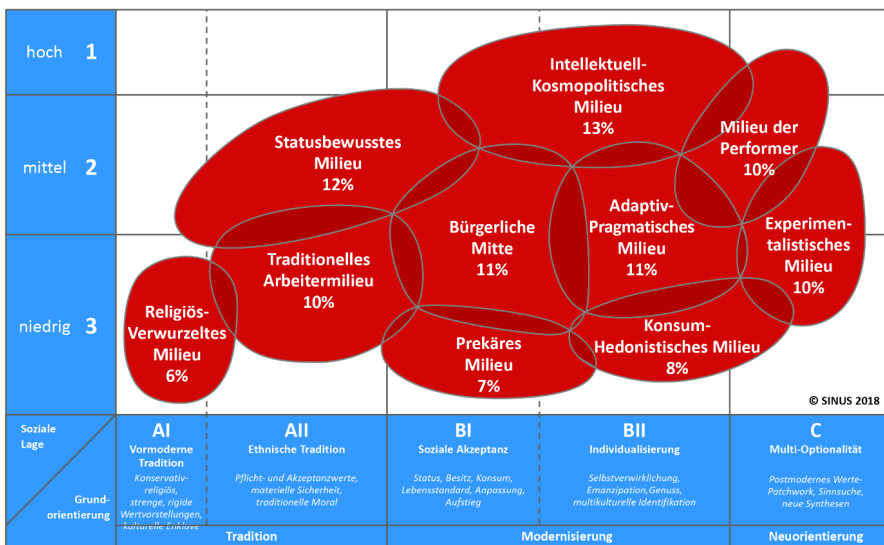 hoch 1
mittel 2
niedrig 3
Intellektuell-
Kosmopolitisches
Milieu
13%
Statusbewusstes
Milieu
12%
Milieu der
Performer
10%
Bürgerliche
Mitte
11%
Adaptiv-
Pragmatisches
Milieu
11%
Experimen-
talistisches
Milieu
10%
Traditionelles
Arbeitermilieu
10%
Religiös-
Verwurzeltes
Milieu
6%
Prekäres
Milieu
7%
Konsum-
Hedonistisches Milieu
8%
© SINUS 2018
Soziale
Lage
Grund-
orientierung
AI
Vormoderne
Tradition
Konservativ-
religiös,
strenge, rigide
Wertvorstellungen,
kulturelle Enklave
AII
Ethnische Tradition
Pflicht- und Akzeptanzwerte,
materielle Sicherheit,
traditionelle Moral
BI
Soziale Akzeptanz
Status, Besitz, Konsum,
Lebensstandard, Anpassung,
Aufstieg
BII
Individualisierung
Selbstverwirklichung,
Emanzipation,Genuss,
multikulturelle Identifikation
C
Multi-Optionalität
Postmodernes Werte-
Patchwork, Sinnsuche,
neue Synthesen
Tradition
Modernisierung
Neuorientierung